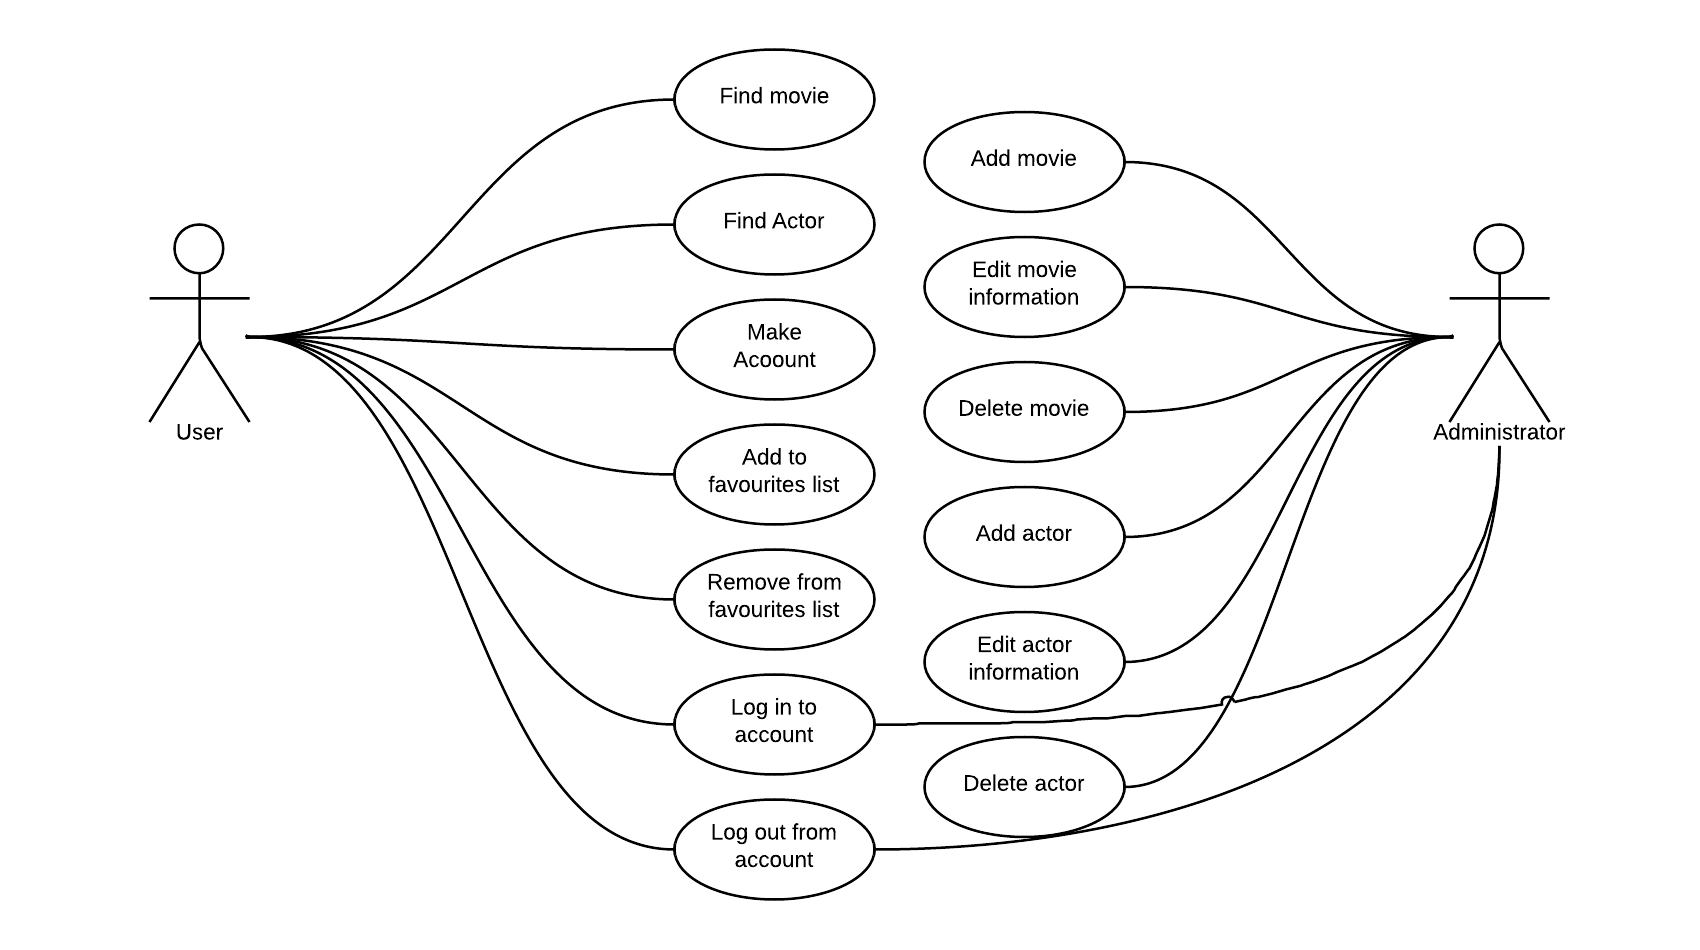 Find movie
Add movie
Find Actor
Edit movie
information
Make
Acoount
Delete movie
User
Administrator
Add to
favourites list
Add actor
Remove from
favourites list
Edit actor
information
Log in to
account
Delete actor
Log out from
account